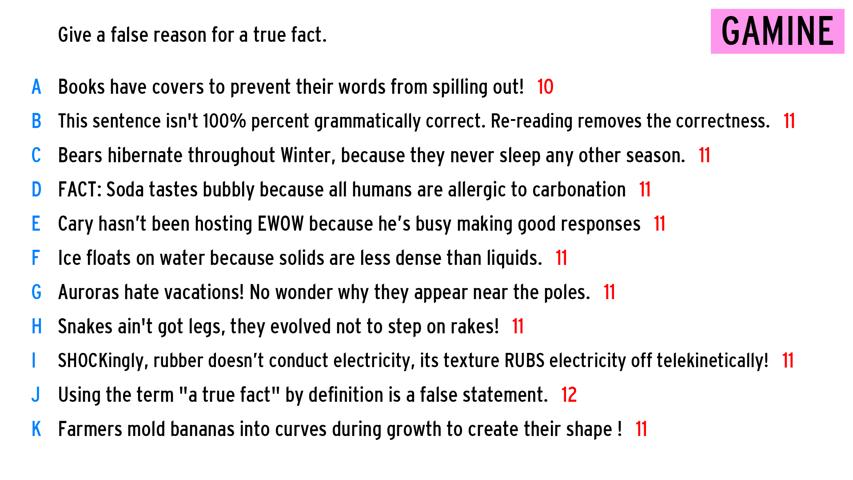 Give a false reason for a true fact.
GAMINE
A Books have covers to prevent their words from spilling out! 10
B This sentence isn't 100% percent grammatically correct. Re-reading removes the correctness. 11
C Bears hibernate throughout Winter, because they never sleep any other season. 11
D FACT: Soda tastes bubbly because all humans are allergic to carbonation 11
E Cary hasn’t been hosting EWOW because he’s busy making good responses 11
F Ice floats on water because solids are less dense than liquids. 11
G Auroras hate vacations! No wonder why they appear near the poles. 11
H Snakes ain't got legs, they evolved not to step on rakes! 11
I SHOCKingly, rubber doesn’t conduct electricity, its texture RUBS electricity off telekinetically! 11
J Using the term "a true fact" by definition is a false statement. 12
K Farmers mold bananas into curves during growth to create their shape ! 11